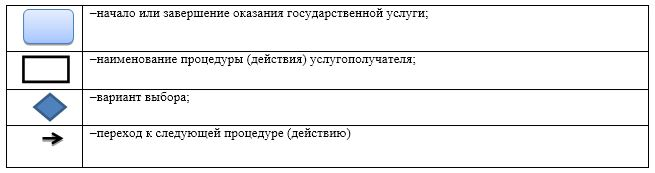 –начало или завершение оказания государственной услуги;
–наименование процедуры (действия) услугополучателя;
–вариант выбора;
–переход к следующей процедуре (действию)